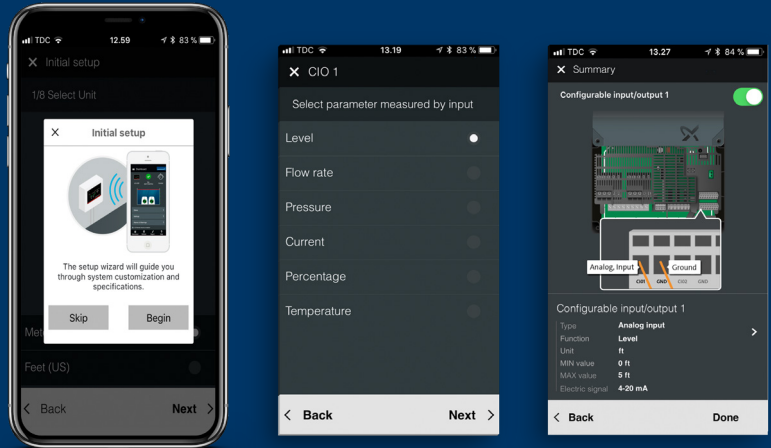 TDC 12.59 83 %
X Initial setup
1/8 Select Unit
X Initial setup
The setup wizard will guide you
through system customization and
specifications.
Skip Begin
Met
Feet (US)
< Back Next >
TDC 13.19 83 %
X CIO 1
Select parameter measured by input
Level
Flow rate
Pressure
Current
Percentage
Temperature
< Back Next >
TDC 13.27 84 %
X Summary
Configurable input/output 1
Analog, Input Ground
CIO1 GND CIO2 GND
Configurable input/output 1
Type Analog input
Function Level
Unit ft
MIN value 0 ft
MAX value 5 ft
Electric signal 4-20 mA
< Back Done